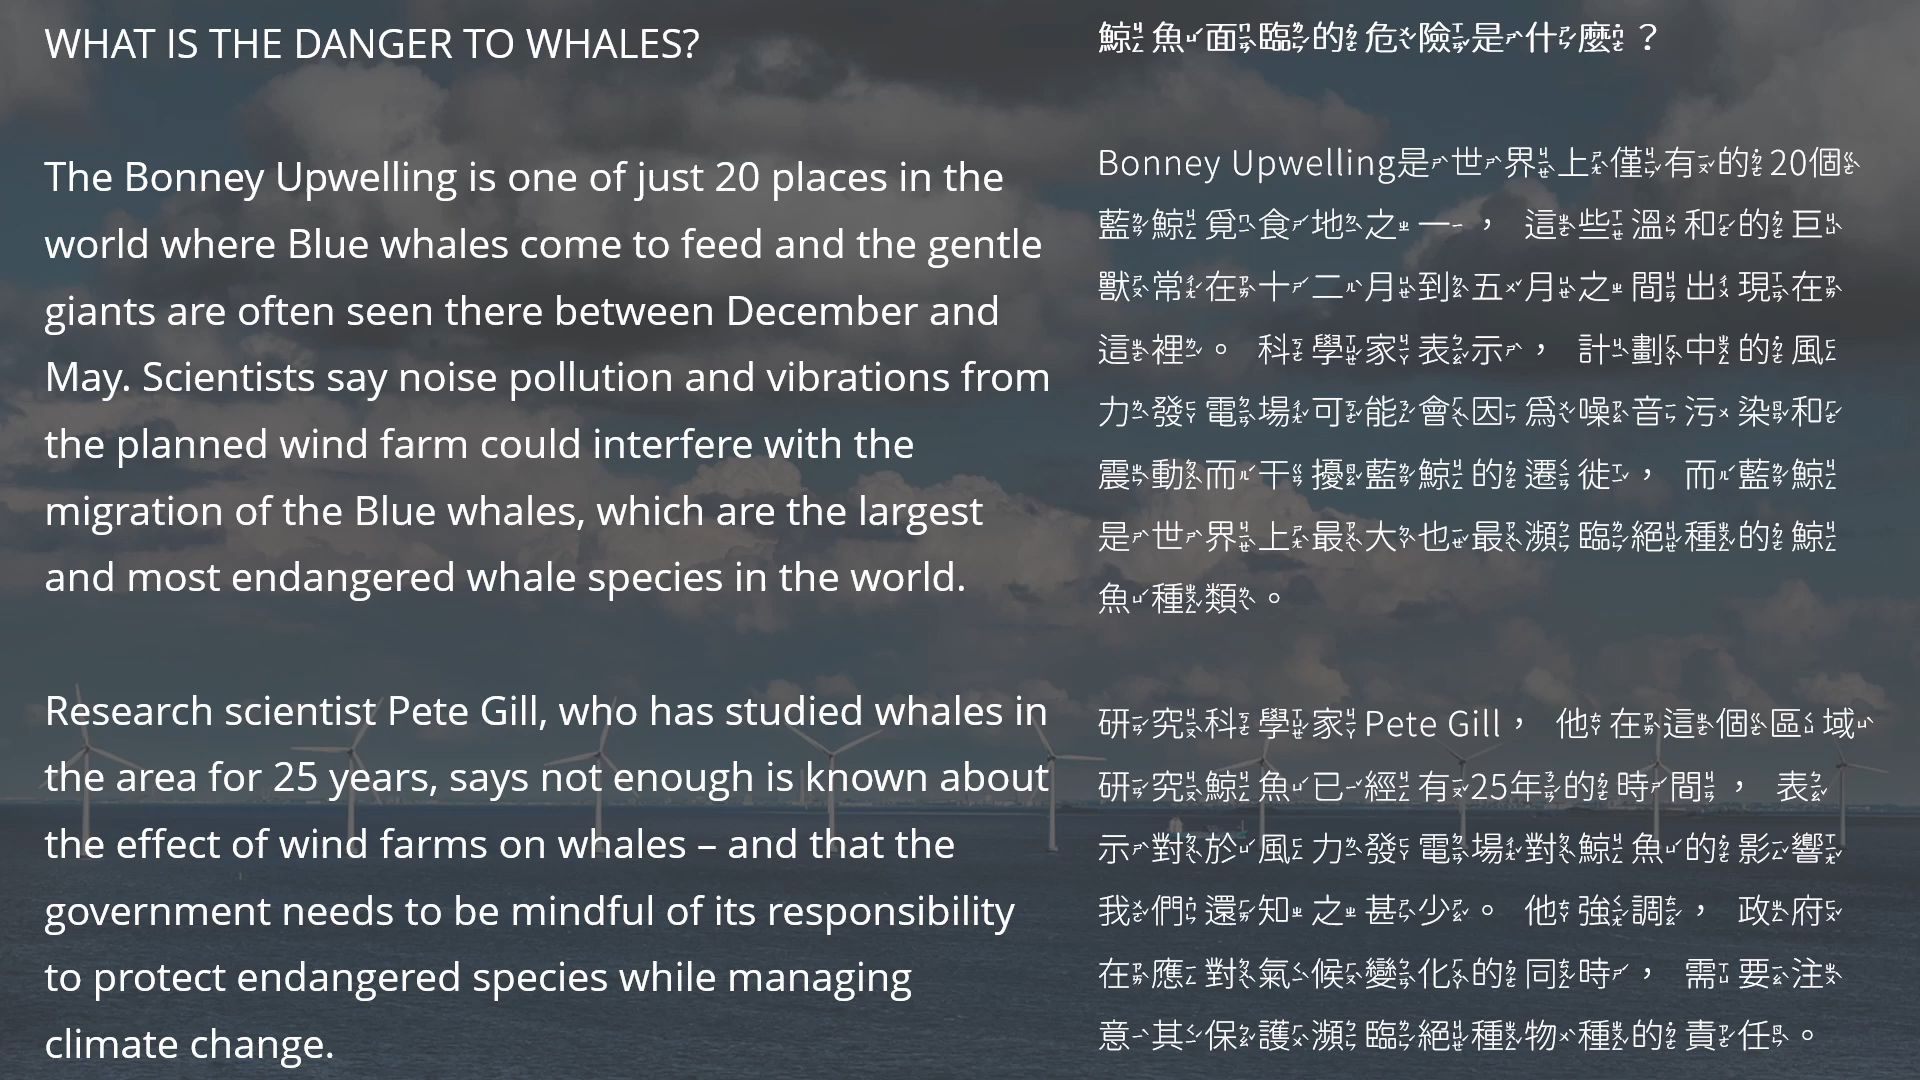 WHAT IS THE DANGER TO WHALES?
The Bonney Upwelling is one of just 20 places in the
world where Blue whales come to feed and the gentle
giants are often seen there between December and
May. Scientists say noise pollution and vibrations from
the planned wind farm could interfere with the
migration of the Blue whales, which are the largest
and most endangered whale species in the world.
Research scientist Pete Gill, who has studied whales in
the area for 25 years, says not enough is known about
the effect of wind farms on whales – and that the
government needs to be mindful of its responsibility
to protect endangered species while managing
climate change.
鯨魚面臨的危險是什麼？
Bonney Upwelling是世界上僅有的20個
藍鯨覓食地之一， 這些溫和的巨
獸常在十二月到五月之間出現在
這裡。 科學家表示， 計劃中的風
力發電場可能會因為噪音污染和
震動而干擾藍鯨的遷徙， 而藍鯨
是世界上最大也最瀕臨絕種的鯨
魚種類。
研究科學家Pete Gill， 他在這個區域
研究鯨魚已經有25年的時間， 表
示對於風力發電場對鯨魚的影響
我們還知之甚少。 他強調， 政府
在應對氣候變化的同時， 需要注
意其保護瀕臨絕種物種的責任。